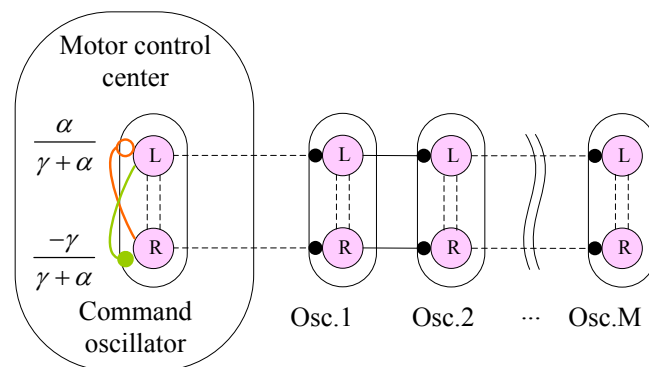 Motor control
center
α
γ + α
L
L
L
L
−γ
γ + α
R
R
R
R
Command
oscillator
Osc.1
Osc.2
...
Osc.M